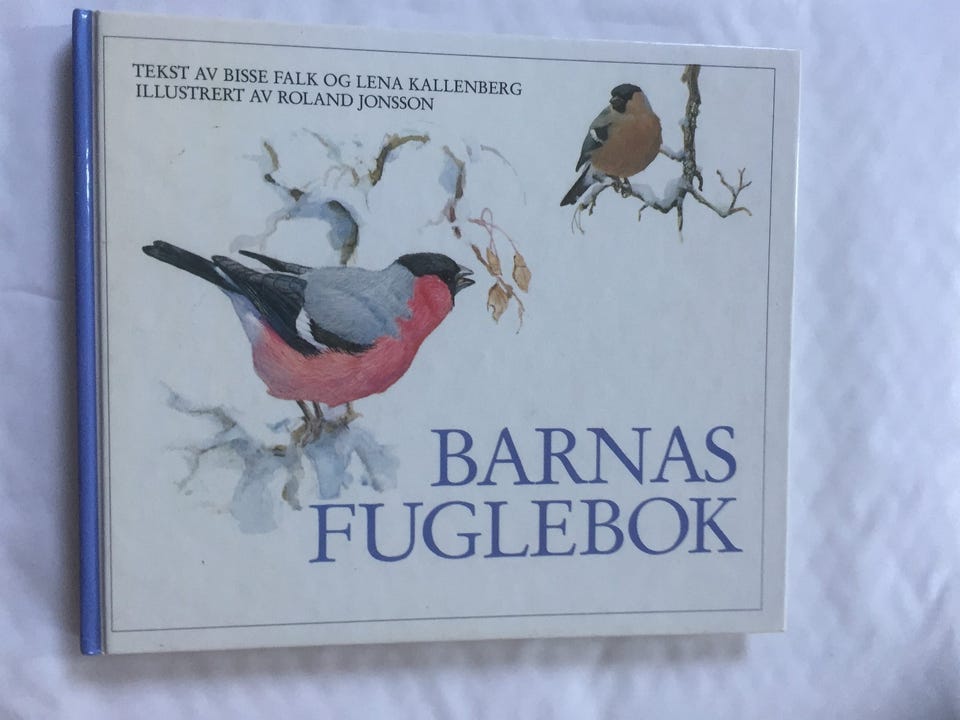 TEKST AV BISSE FALK OG LENA KALLENBERG
ILLUSTRERT AV ROLAND JONSSON
BARNAS
FUGLEBOK